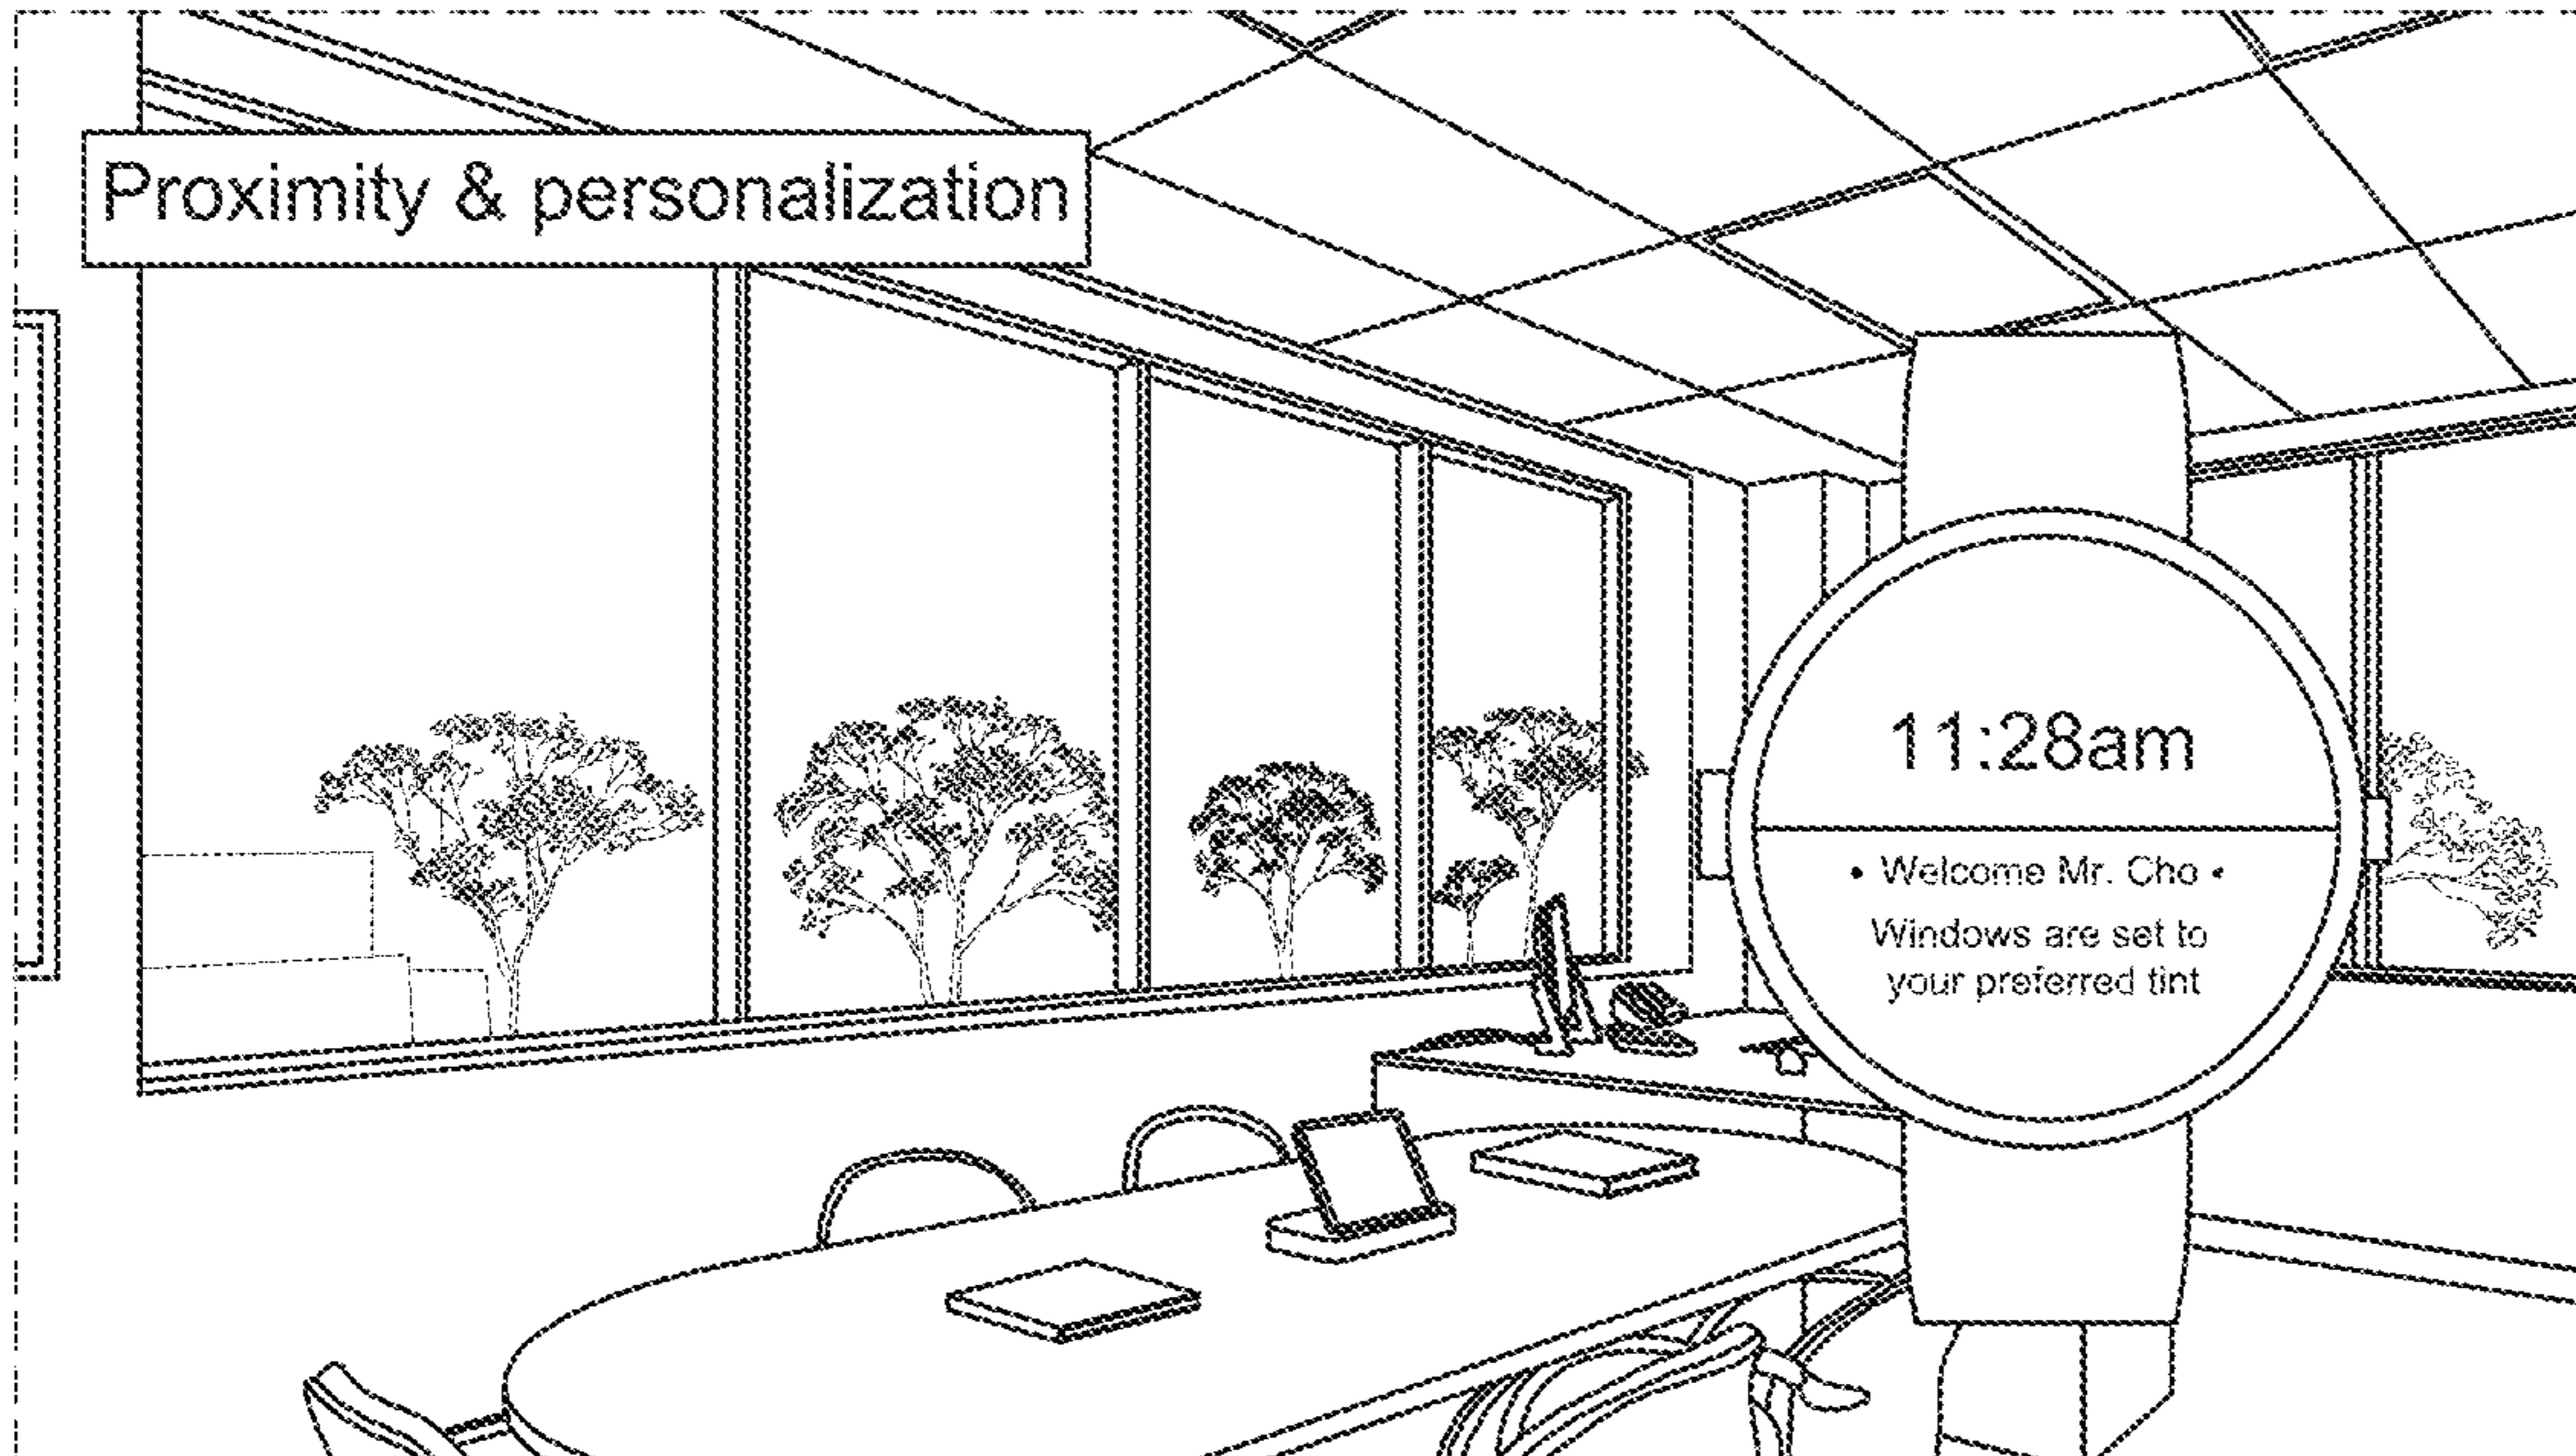 Proximity & personalization
11:28am
• Welcome Mr. Cho •
Windows are set to
your preferred tint